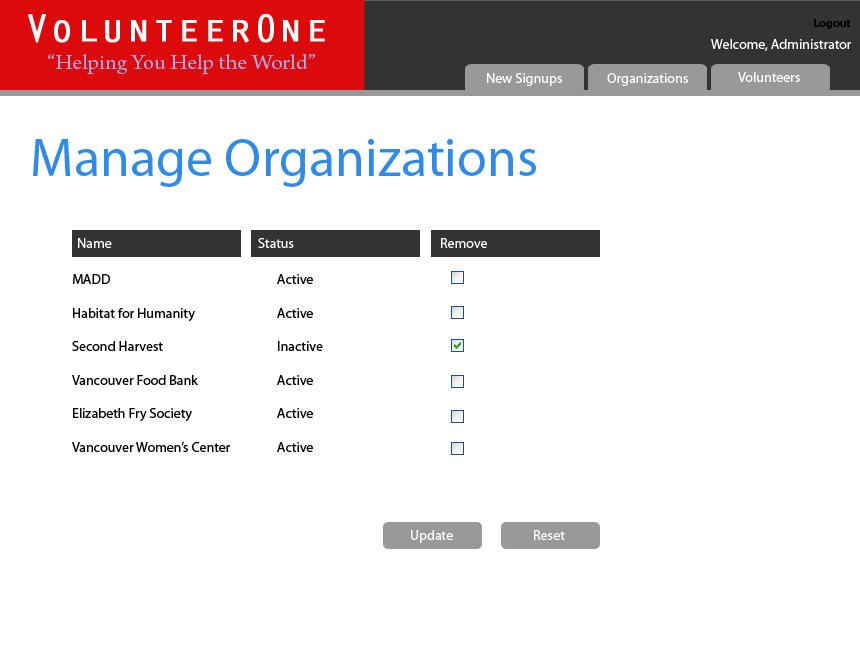 VOLUNTEERONE
“Helping You Help the World”
Logout
Welcome, Administrator
New Signups Organizations Volunteers
Manage Organizations
Name Status Remove
MADD Active
Habitat for Humanity Active
Second Harvest Inactive
Vancouver Food Bank Active
Elizabeth Fry Society Active
Vancouver Women’s Center Active
Update Reset